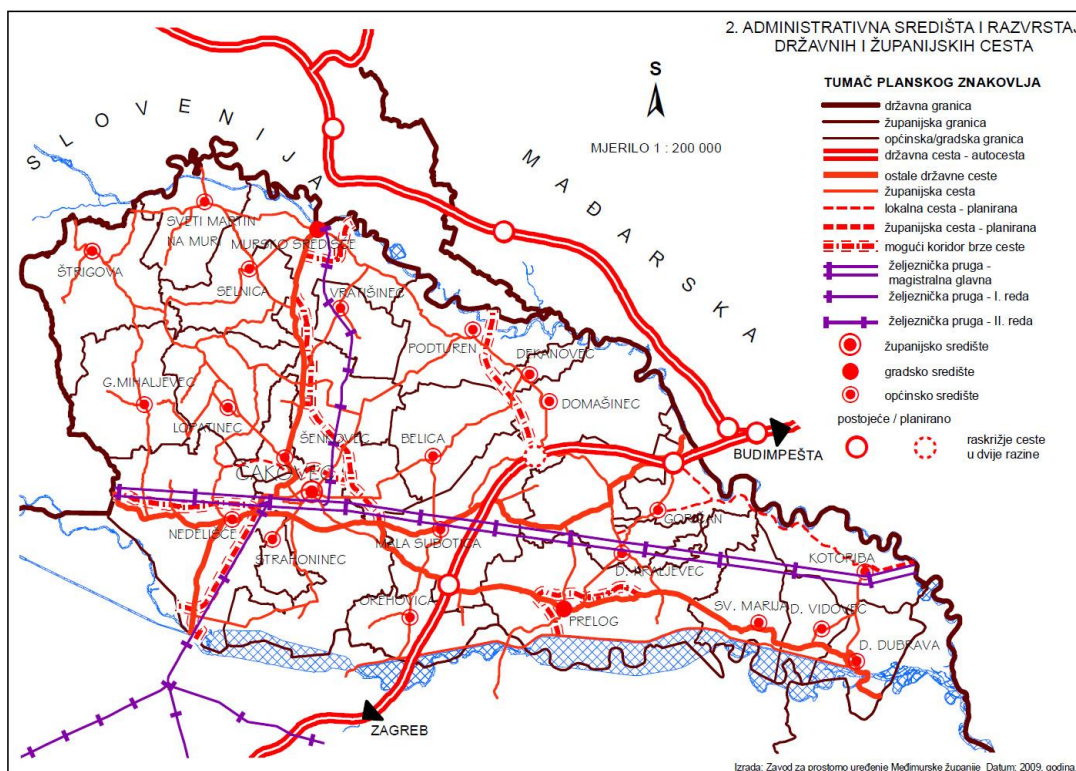 2. ADMINISTRATIVNA SREDIŠTA I RAZVRSTAJ
DRŽAVNIH I ŽUPANIJSKIH CESTA
S
MJERILO 1 : 200 000
TUMAČ PLANSKOG ZNAKOVLJA
državna granica
županijska granica
općinska/gradska granica
državna cesta - autocesta
ostale državne ceste
županijska cesta
lokalna cesta - planirana
županijska cesta - planirana
mogući koridor brze ceste
željeznička pruga -
magistralna glavna
željeznička pruga - I. reda
željeznička pruga - II. reda
županijsko središte
gradsko središte
općinsko središte
postojeće / planirano
raskrižje ceste
u dvije razine
SLOVENIJA
MAĐARSKA
SVETI MARTIN
NA MURI
MURSKO SREDIŠĆE
ŠTRIGOVA
SELNICA
VRATIŠINEC
PODTUREN
DEKANOVEC
G.MIHALJEVEC
LOPATINEC
DOMAŠINEC
ŠENKOVEC
BELICA
ČAKOVEC
BUDIMPEŠTA
NEDELIŠĆE
STRAHONINEC
MALA SUBOTICA
GORIČAN
D. KRALJEVEC
KOTORIBA
OREHOVICA
PRELOG
SV. MARIJA
D. VIDOVEC
D. DUBRAVA
ZAGREB
Izrada: Zavod za prostorno uređenje Međimurske županije Datum: 2009. godina